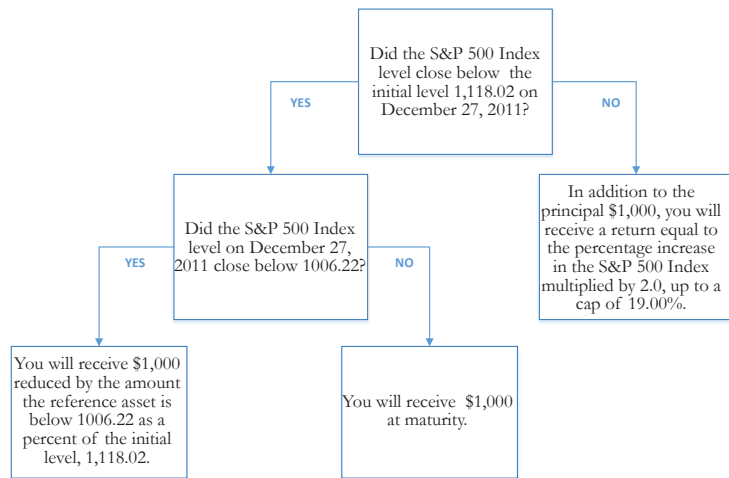 Did the S&P 500 Index
level close below the
initial level 1,118.02 on
December 27, 2011?
YES
NO
Did the S&P 500 Index
level on December 27,
2011 close below 1006.22?
In addition to the
principal $1,000, you will
receive a return equal to
the percentage increase
in the S&P 500 Index
multiplied by 2.0, up to a
cap of 19.00%.
YES
NO
You will receive $1,000
reduced by the amount
the reference asset is
below 1006.22 as a
percent of the initial
level, 1,118.02.
You will receive $1,000
at maturity.